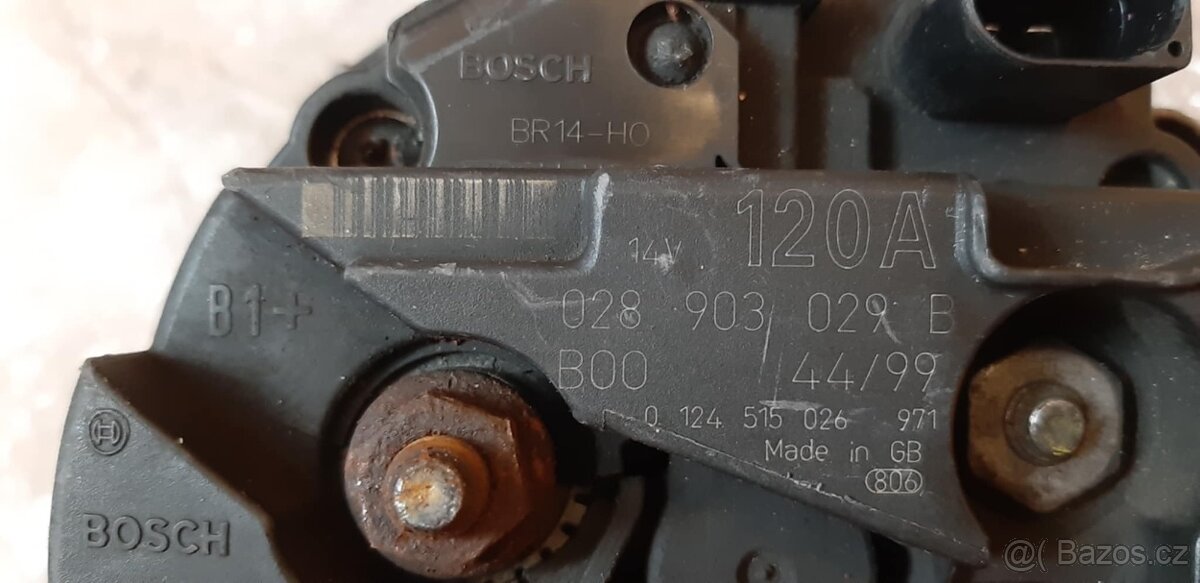 BOSCH
BR14-HO
14V 120A
B1+
028 903 029 B
B00 44/99
0 124 515 026 971
Made in GB
806
BOSCH
@( Bazos.cz